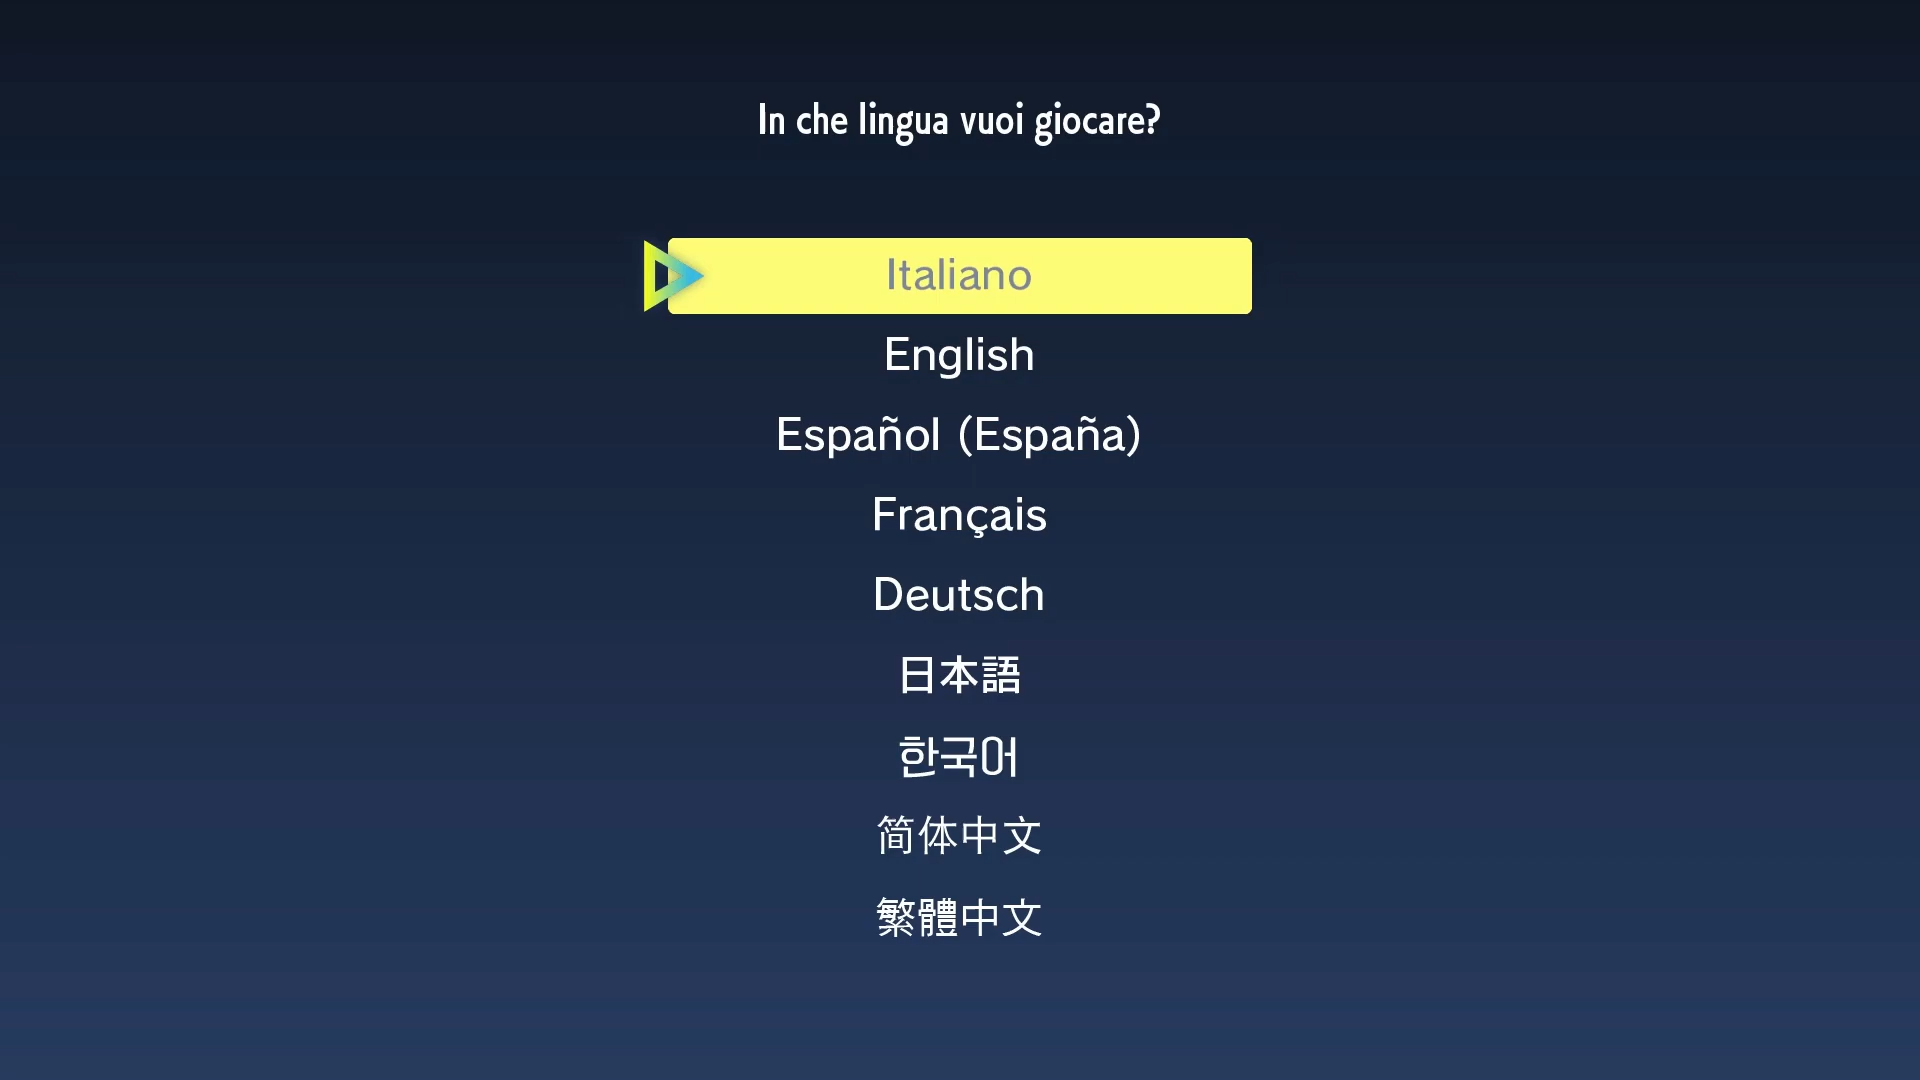 In che lingua vuoi giocare?
Italiano
English
Español (España)
Français
Deutsch
日本語
한국어
简体中文
繁體中文